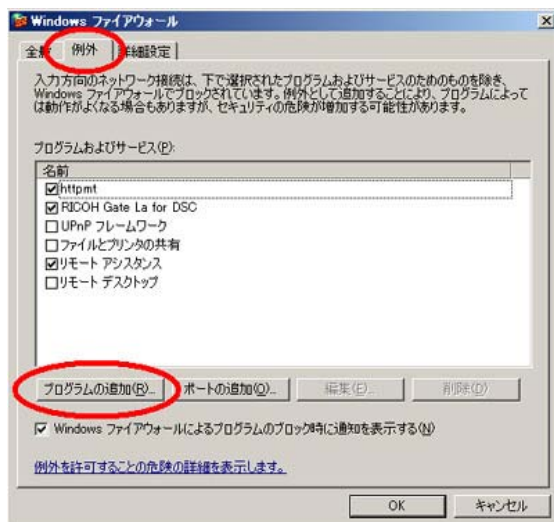 Windows ファイアウォール
全般 例外 詳細設定
入力方向のネットワーク接続は、下で選択されたプログラムおよびサービスのためのものを除き、
Windows ファイアウォールでブロックされています。例外として追加することにより、プログラムによって
は動作がよくなる場合もありますが、セキュリティの危険が増加する可能性があります。
プログラムおよびサービス(P):
名前
httpmt
RICOH Gate La for DSC
UPnP フレームワーク
ファイルとプリンタの共有
リモート アシスタンス
リモート デスクトップ
プログラムの追加(R)... ポートの追加(O)... 編集(E)... 削除(D)
Windows ファイアウォールによるプログラムのブロック時に通知を表示する(N)
例外を許可することの危険の詳細を表示します。
OK キャンセル